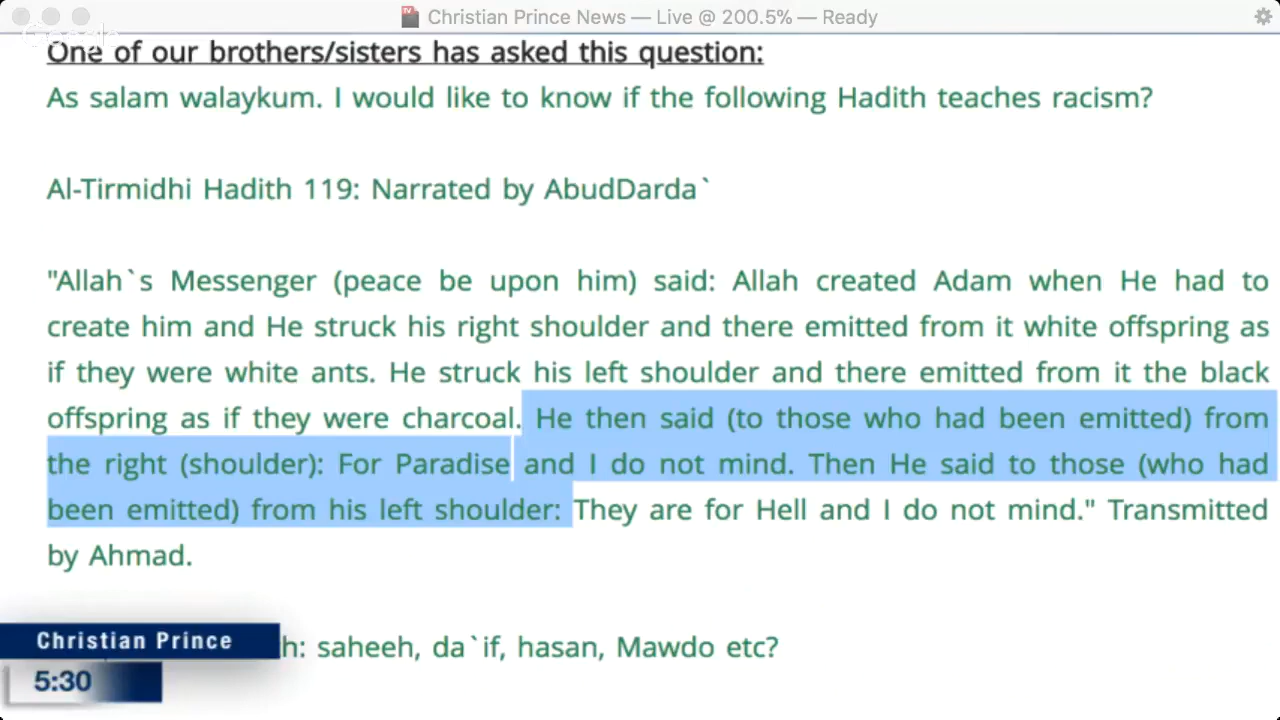 Christian Prince News — Live @ 200.5% — Ready
Google
One of our brothers/sisters has asked this question:
As salam walaykum. I would like to know if the following Hadith teaches racism?
Al-Tirmidhi Hadith 119: Narrated by AbudDarda`
"Allah`s Messenger (peace be upon him) said: Allah created Adam when He had to
create him and He struck his right shoulder and there emitted from it white offspring as
if they were white ants. He struck his left shoulder and there emitted from it the black
offspring as if they were charcoal. He then said (to those who had been emitted) from
the right (shoulder): For Paradise and I do not mind. Then He said to those (who had
been emitted) from his left shoulder: They are for Hell and I do not mind." Transmitted
by Ahmad.
h: saheeh, da`if, hasan, Mawdo etc?
Christian Prince
5:30